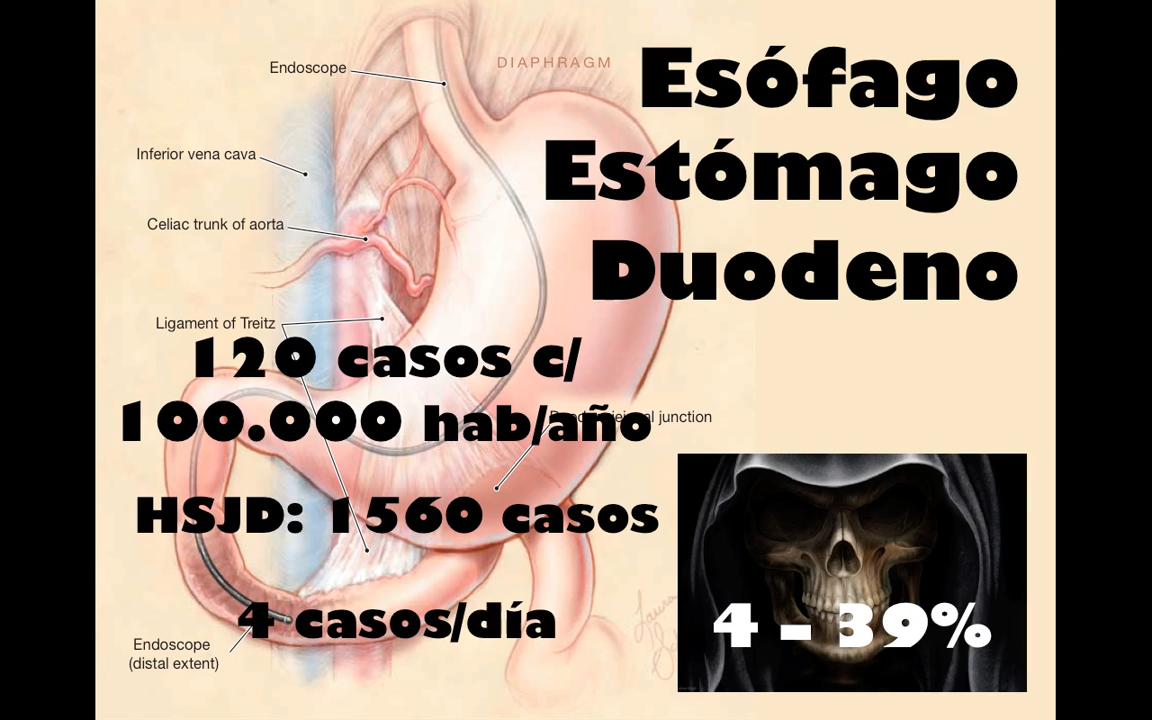 Endoscope
DIAPHRAGM
Esófago
Inferior vena cava
Estómago
Celiac trunk of aorta
Duodeno
Ligament of Treitz
120 casos c/
100.000 hab/año
junction
HSJD: 1560 casos
4 casos/día
4 - 39%
Endoscope
(distal extent)